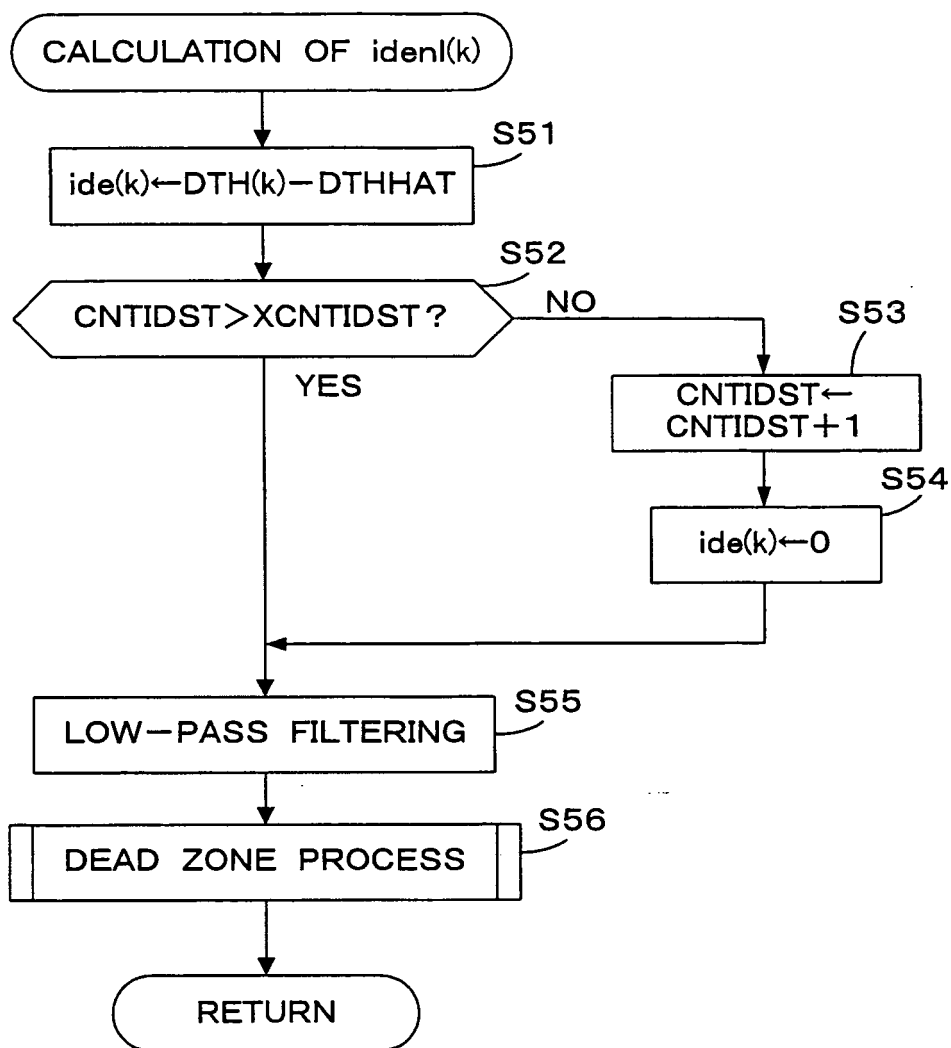 CALCULATION OF idenl(k)
S51
ide(k)←DTH(k)−DTHHAT
S52
CNTIDST>XCNTIDST?
NO
YES
S53
CNTIDST←
CNTIDST+1
S54
ide(k)←0
S55
LOW−PASS FILTERING
S56
DEAD ZONE PROCESS
RETURN